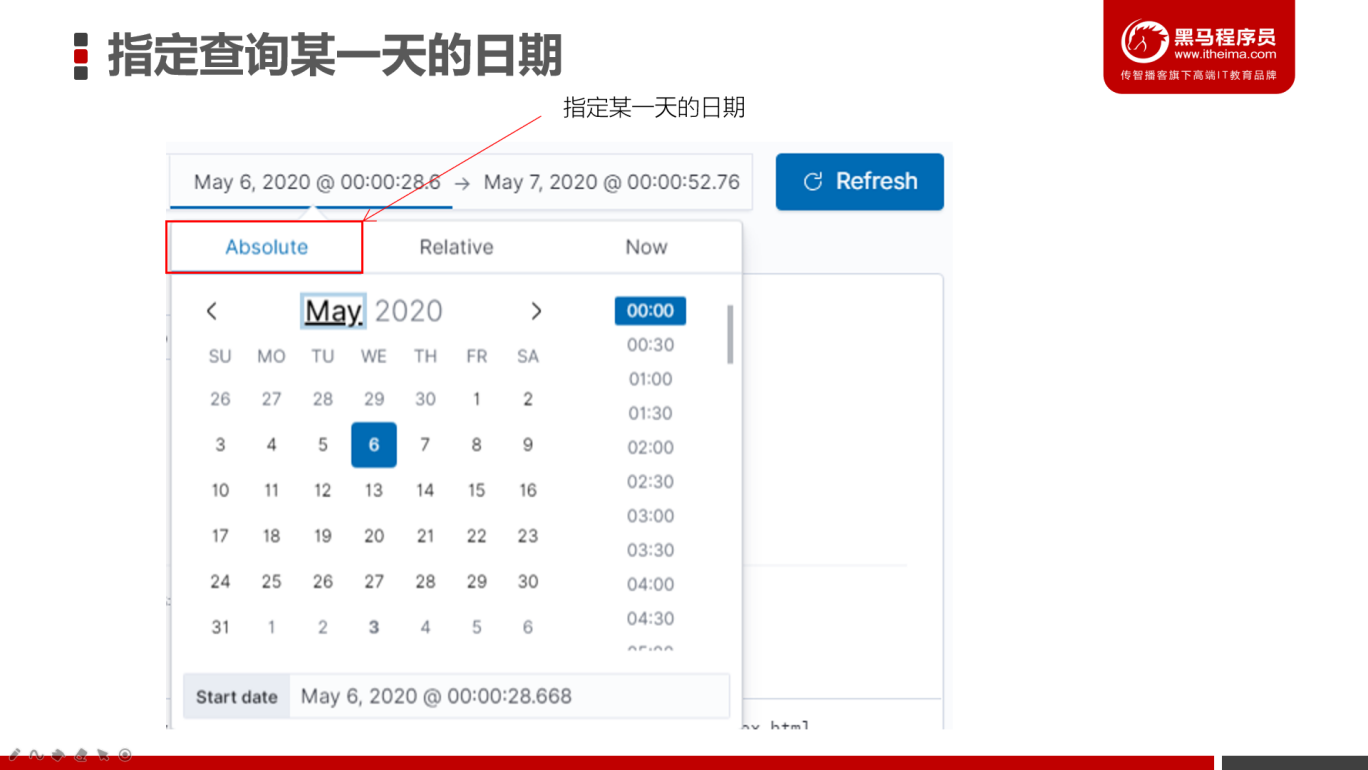 指定查询某一天的日期
黑马程序员
www.itheima.com
传智播客旗下高端IT教育品牌
指定某一天的日期
May 6, 2020 @ 00:00:28.6 → May 7, 2020 @ 00:00:52.76
Refresh
Absolute Relative Now
May 2020
SU MO TU WE TH FR SA
26 27 28 29 30 1 2
3 4 5 6 7 8 9
10 11 12 13 14 15 16
17 18 19 20 21 22 23
24 25 26 27 28 29 30
31 1 2 3 4 5 6
00:00
00:30
01:00
01:30
02:00
02:30
03:00
03:30
04:00
04:30
Start date May 6, 2020 @ 00:00:28.668